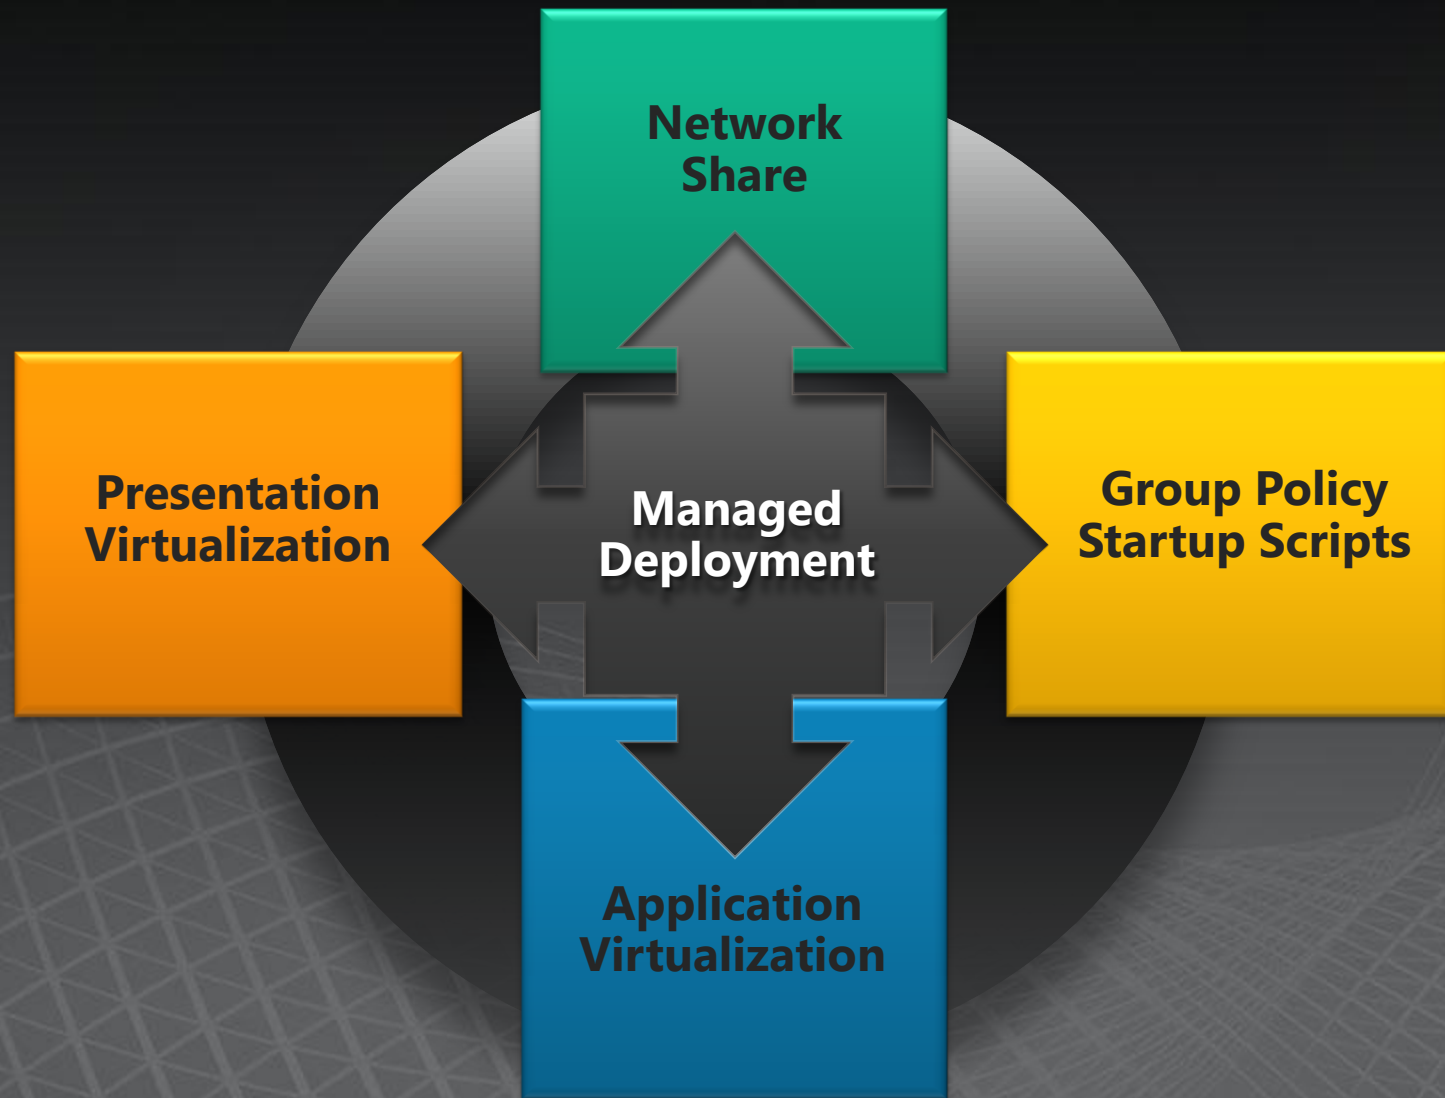 Network
Share
Presentation
Virtualization
Managed
Deployment
Group Policy
Startup Scripts
Application
Virtualization